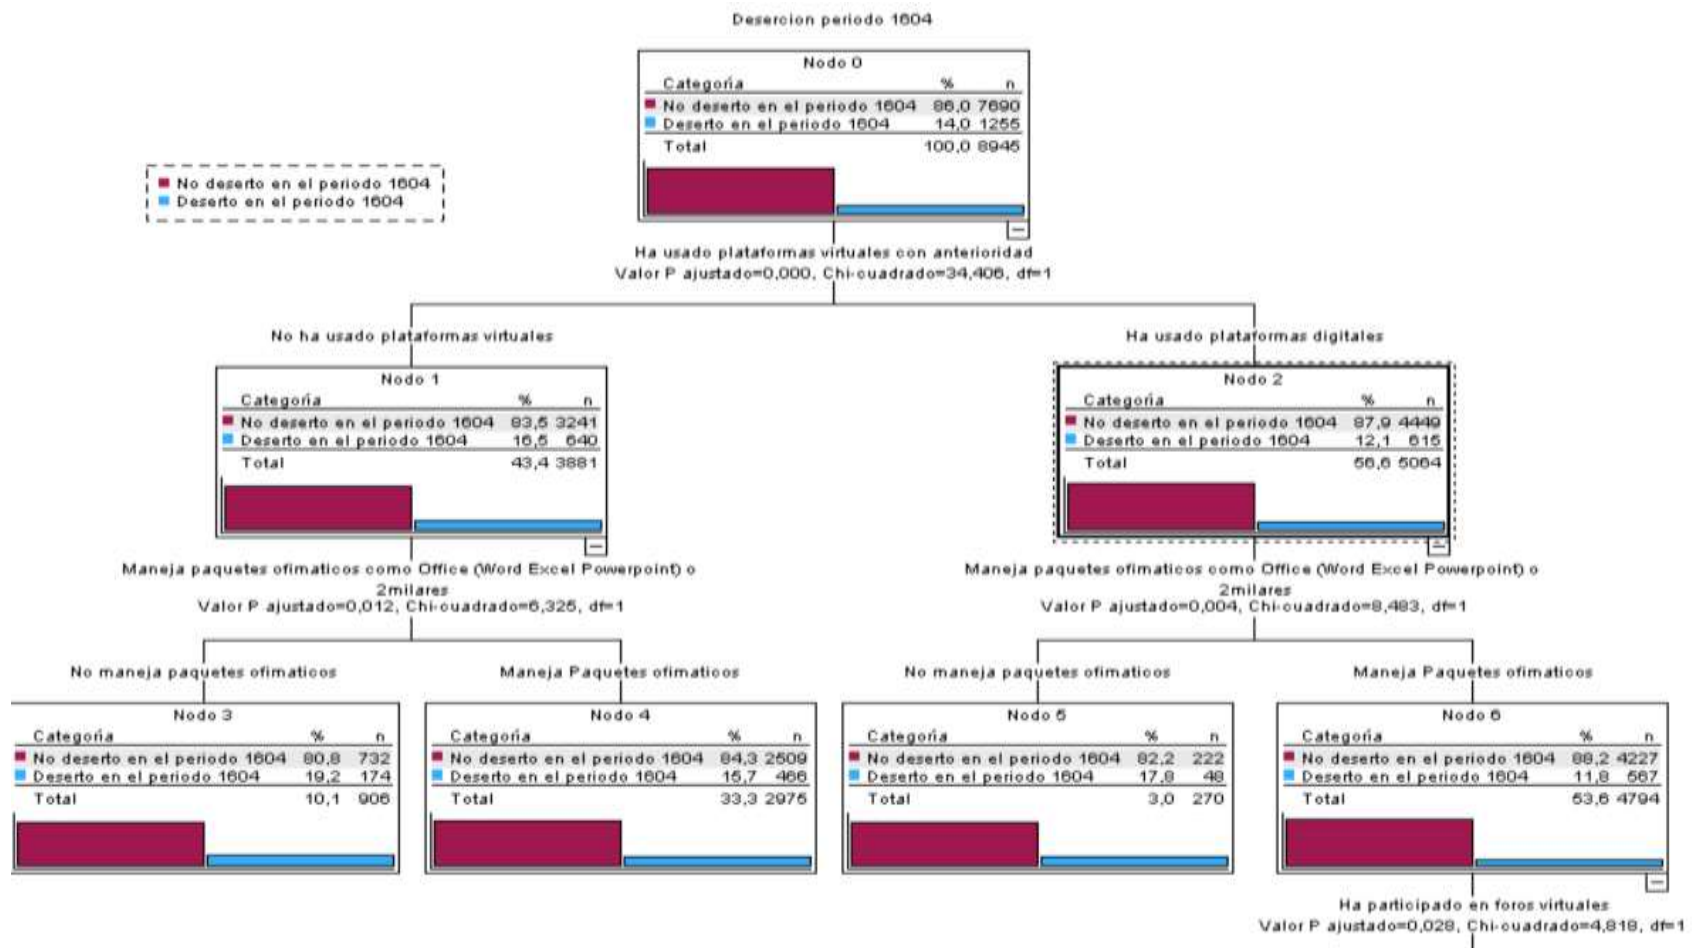 Desercion periodo 1604
Nodo 0
Categoría % n
No deserto en el periodo 1604 86,0 7690
Deserto en el periodo 1604 14,0 1255
Total 100,0 8945
No deserto en el periodo 1604
Deserto en el periodo 1604
Ha usado plataformas virtuales con anterioridad
Valor P ajustado=0,000, Chi-cuadrado=34,406, df=1
No ha usado plataformas virtuales
Ha usado plataformas digitales
Nodo 1
Categoría % n
No deserto en el periodo 1604 83,5 3241
Deserto en el periodo 1604 16,5 640
Total 43,4 3881
Nodo 2
Categoría % n
No deserto en el periodo 1604 87,9 4449
Deserto en el periodo 1604 12,1 615
Total 56,6 5064
Maneja paquetes ofimaticos como Office (Word Excel Powerpoint) o
2milares
Valor P ajustado=0,012, Chi-cuadrado=6,325, df=1
Maneja paquetes ofimaticos como Office (Word Excel Powerpoint) o
2milares
Valor P ajustado=0,004, Chi-cuadrado=8,483, df=1
No maneja paquetes ofimaticos
Maneja Paquetes ofimaticos
No maneja paquetes ofimaticos
Maneja Paquetes ofimaticos
Nodo 3
Categoría % n
No deserto en el periodo 1604 80,8 732
Deserto en el periodo 1604 19,2 174
Total 10,1 906
Nodo 4
Categoría % n
No deserto en el periodo 1604 84,3 2509
Deserto en el periodo 1604 15,7 466
Total 33,3 2975
Nodo 5
Categoría % n
No deserto en el periodo 1604 82,2 222
Deserto en el periodo 1604 17,8 48
Total 3,0 270
Nodo 6
Categoría % n
No deserto en el periodo 1604 88,2 4227
Deserto en el periodo 1604 11,8 567
Total 53,6 4794
Ha participado en foros virtuales
Valor P ajustado=0,028, Chi-cuadrado=4,818, df=1